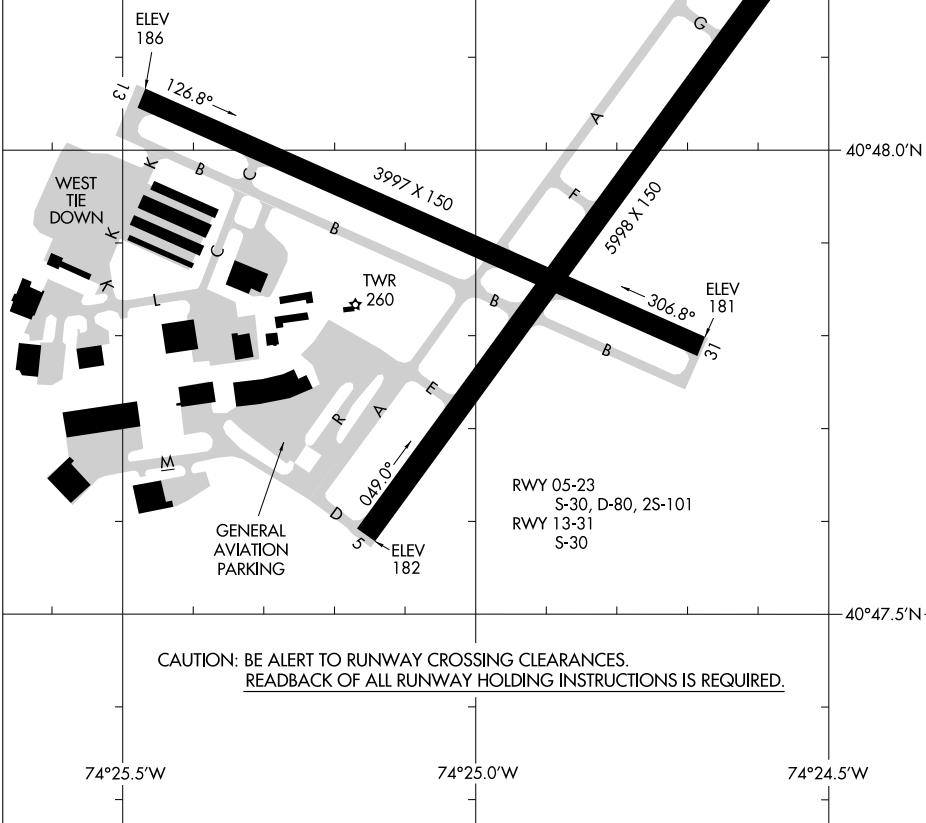 ELEV
186
G
13
126.8°
A
40°48.0'N
K
B
C
3997 X 150
WEST
TIE
DOWN
F
5998 X 150
K
B
C
TWR
260
K
L
B
306.8°
ELEV
181
31
B
E
R
A
M
049.0°
D
5
ELEV
182
GENERAL
AVIATION
PARKING
RWY 05-23
S-30, D-80, 2S-101
RWY 13-31
S-30
40°47.5'N
CAUTION: BE ALERT TO RUNWAY CROSSING CLEARANCES.
READBACK OF ALL RUNWAY HOLDING INSTRUCTIONS IS REQUIRED.
74°25.5'W
74°25.0'W
74°24.5'W